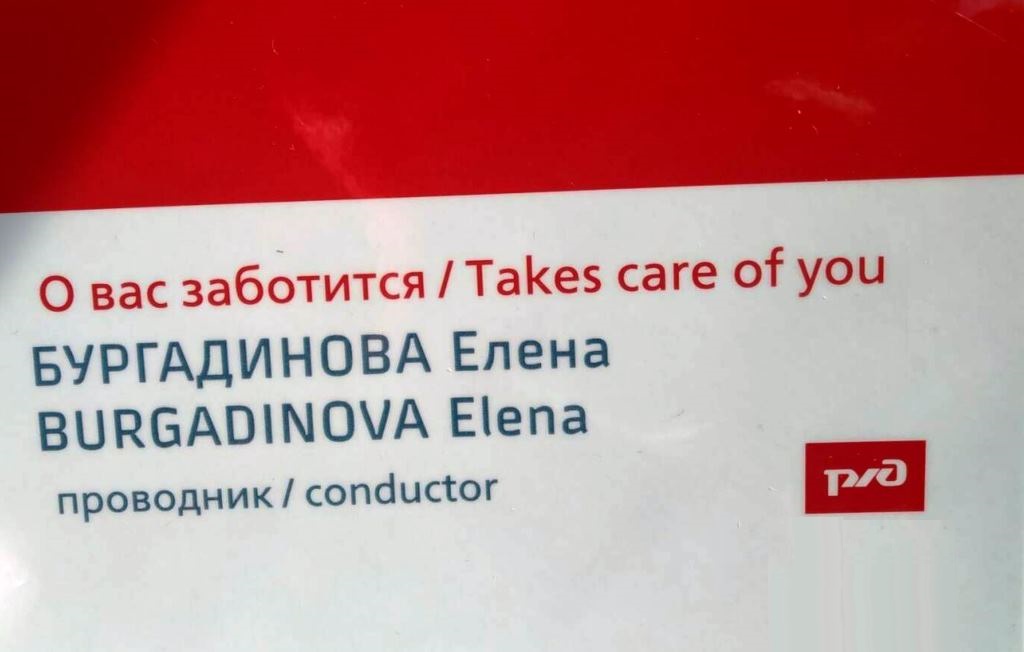 О вас заботится / Takes care of you
БУРГАДИНОВА Елена
BURGADINOVA Elena
проводник / conductor
ржд